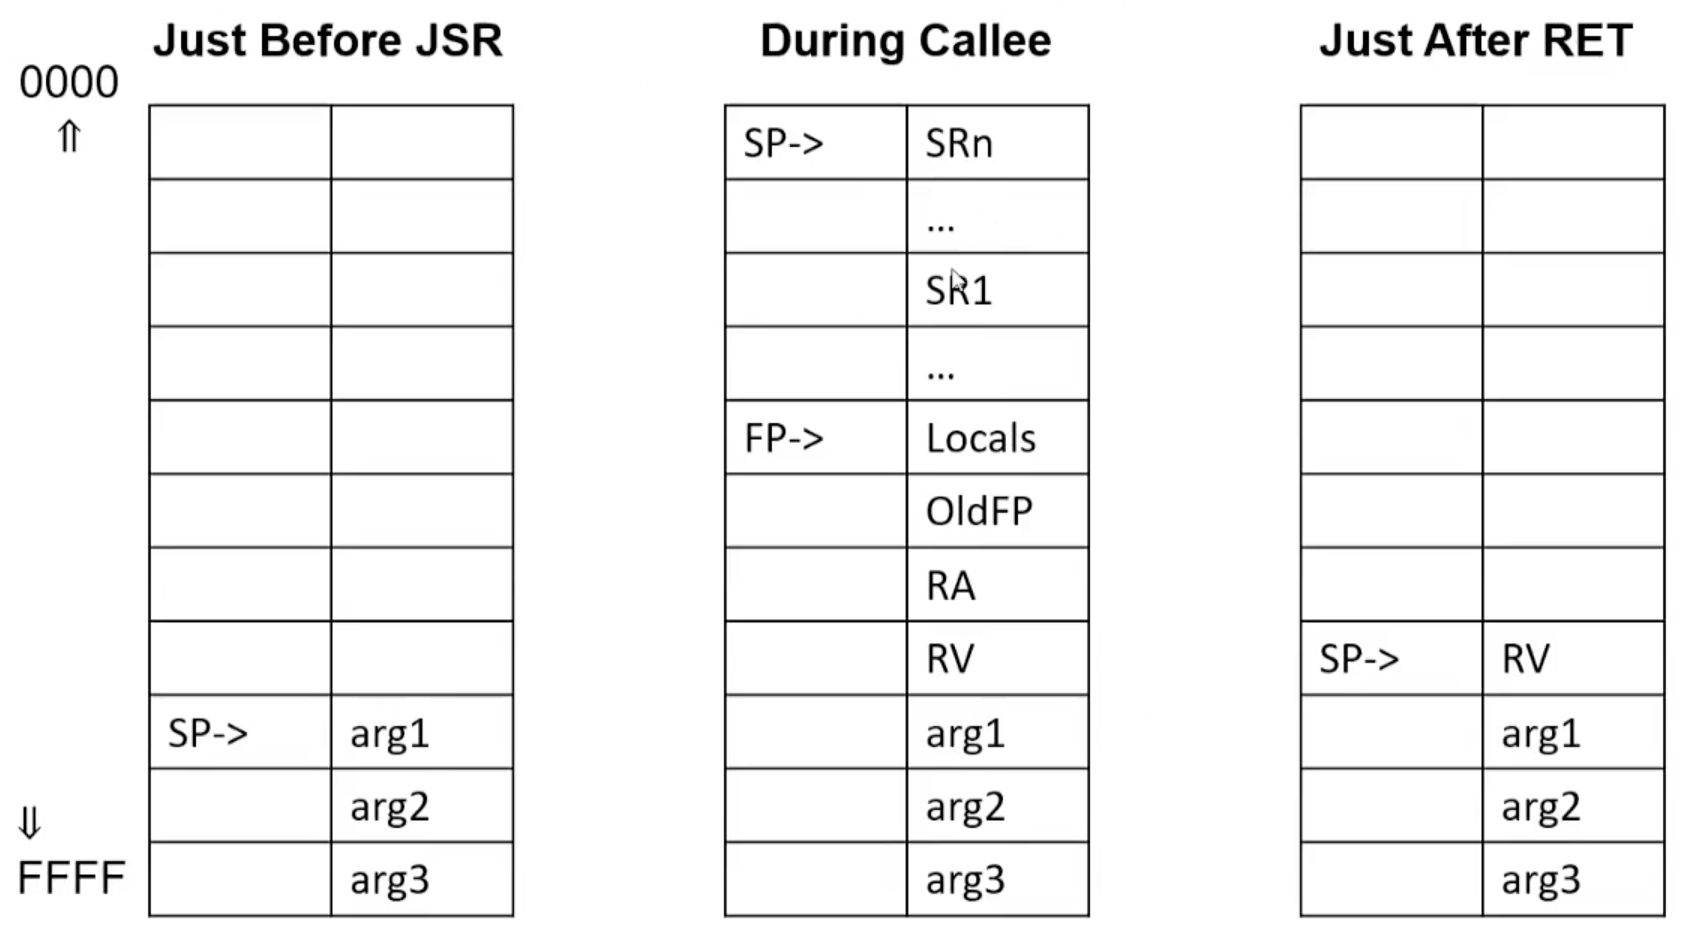 Just Before JSR During Callee Just After RET
0000
⇑
SP-> SRn
...
SR1
...
FP-> Locals
OldFP
RA
RV SP-> RV
SP-> arg1 arg1 arg1
⇓ arg2 arg2 arg2
FFFF arg3 arg3 arg3